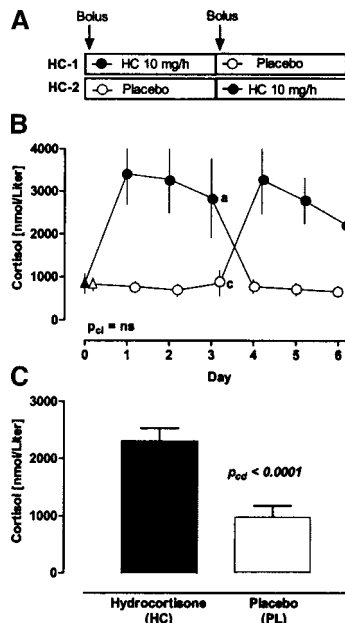 A
Bolus Bolus
HC-1 HC 10 mg/h Placebo
HC-2 Placebo HC 10 mg/h
B
Cortisol [nmol/Liter]
4000
3000
2000
1000
0
a
c
p_ci = ns
0 1 2 3 4 5 6
Day
C
Cortisol [nmol/Liter]
3000
2000
1000
0
p_cd < 0.0001
Hydrocortisone (HC)
Placebo (PL)